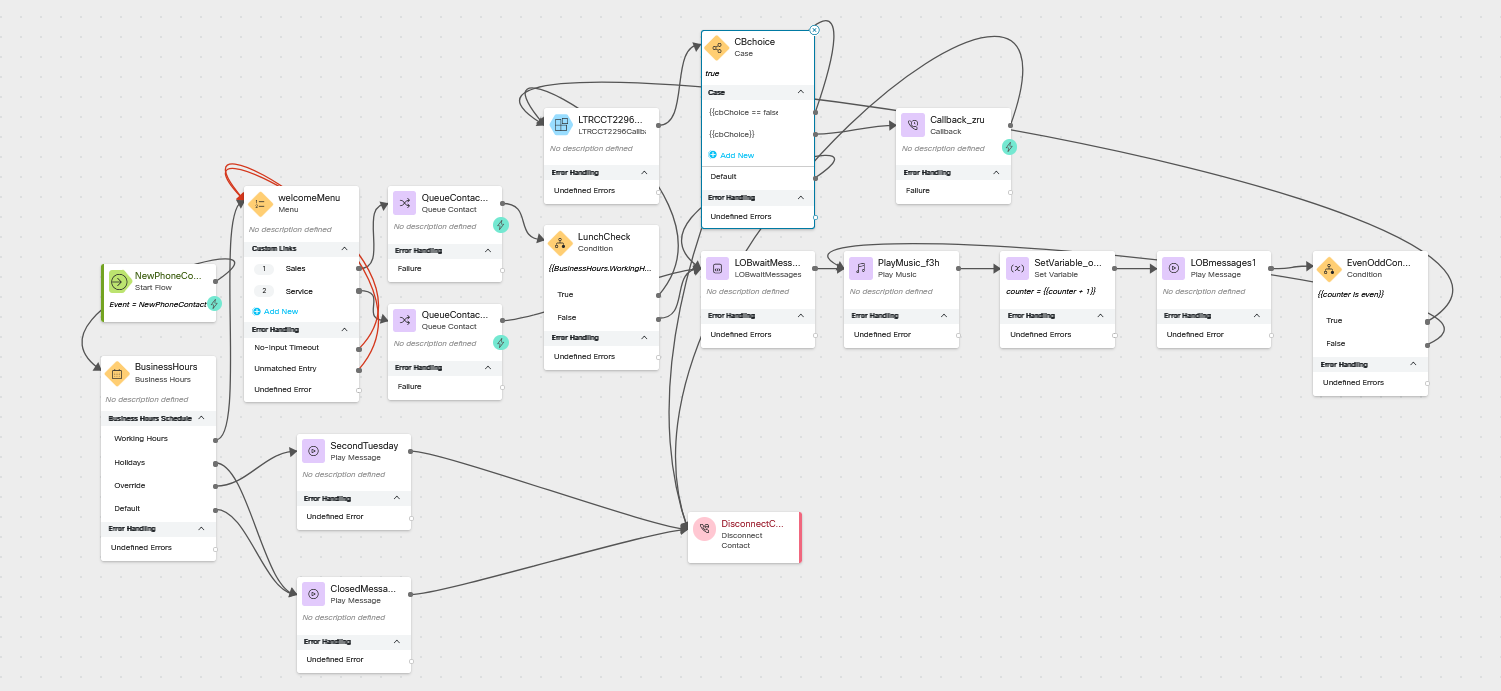 NewPhoneCo...
Start Flow
Event = NewPhoneContact
BusinessHours
Business Hours
No description defined
Business Hours Schedule
Working Hours
Holidays
Override
Default
Error Handling
Undefined Errors
welcomeMenu
Menu
No description defined
Custom Links
1 Sales
2 Service
Add New
Error Handling
No-Input Timeout
Unmatched Entry
Undefined Error
QueueContac...
Queue Contact
No description defined
Error Handling
Failure
QueueContac...
Queue Contact
No description defined
Error Handling
Failure
SecondTuesday
Play Message
No description defined
Error Handling
Undefined Error
ClosedMessa...
Play Message
No description defined
Error Handling
Undefined Error
LTRCCT2296...
LTRCCT2296Callb
No description defined
Error Handling
Undefined Errors
LunchCheck
Condition
{{BusinessHours.WorkingH...
True
False
Error Handling
Undefined Errors
CBchoice
Case
true
Case
{{cbChoice == false
{{cbChoice}}
Add New
Default
Error Handling
Undefined Errors
Callback_zru
Callback
No description defined
Error Handling
Failure
LOBwaitMess...
LOBwaitMessages
No description defined
Error Handling
Undefined Errors
PlayMusic_f3h
Play Music
No description defined
Error Handling
Undefined Error
SetVariable_o...
Set Variable
counter = {{counter + 1}}
Error Handling
Undefined Errors
LOBmessages1
Play Message
No description defined
Error Handling
Undefined Error
EvenOddCon...
Condition
{{counter is even}}
True
False
Error Handling
Undefined Errors
DisconnectC...
Disconnect
Contact